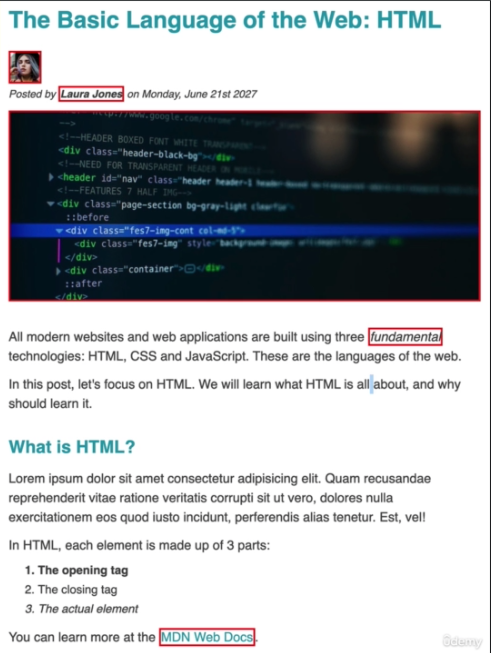 The Basic Language of the Web: HTML
Posted by Laura Jones on Monday, June 21st 2027
-->
<!--HEADER BOXED FONT WHITE TRANSPARENT-->
<div class="header-black-bg"></div>
<!--NEED FOR TRANSPARENT HEADER ON MOBILE-->
<header id="nav" class="header header-1 header-
<!--FEATURES 7 HALF IMG-->
<div class="page-section bg-gray-light clearfix">
::before
<div class="fes7-img-cont col-md-5">
<div class="fes7-img" style="background-image:
</div>
<div class="container"></div>
::after
</div>
All modern websites and web applications are built using three fundamental
technologies: HTML, CSS and JavaScript. These are the languages of the web.
In this post, let's focus on HTML. We will learn what HTML is all about, and why
should learn it.
What is HTML?
Lorem ipsum dolor sit amet consectetur adipisicing elit. Quam recusandae
reprehenderit vitae ratione veritatis corrupti sit ut vero, dolores nulla
exercitationem eos quod iusto incidunt, perferendis alias tenetur. Est, vel!
In HTML, each element is made up of 3 parts:
1. The opening tag
2. The closing tag
3. The actual element
You can learn more at the MDN Web Docs.
ûdemy